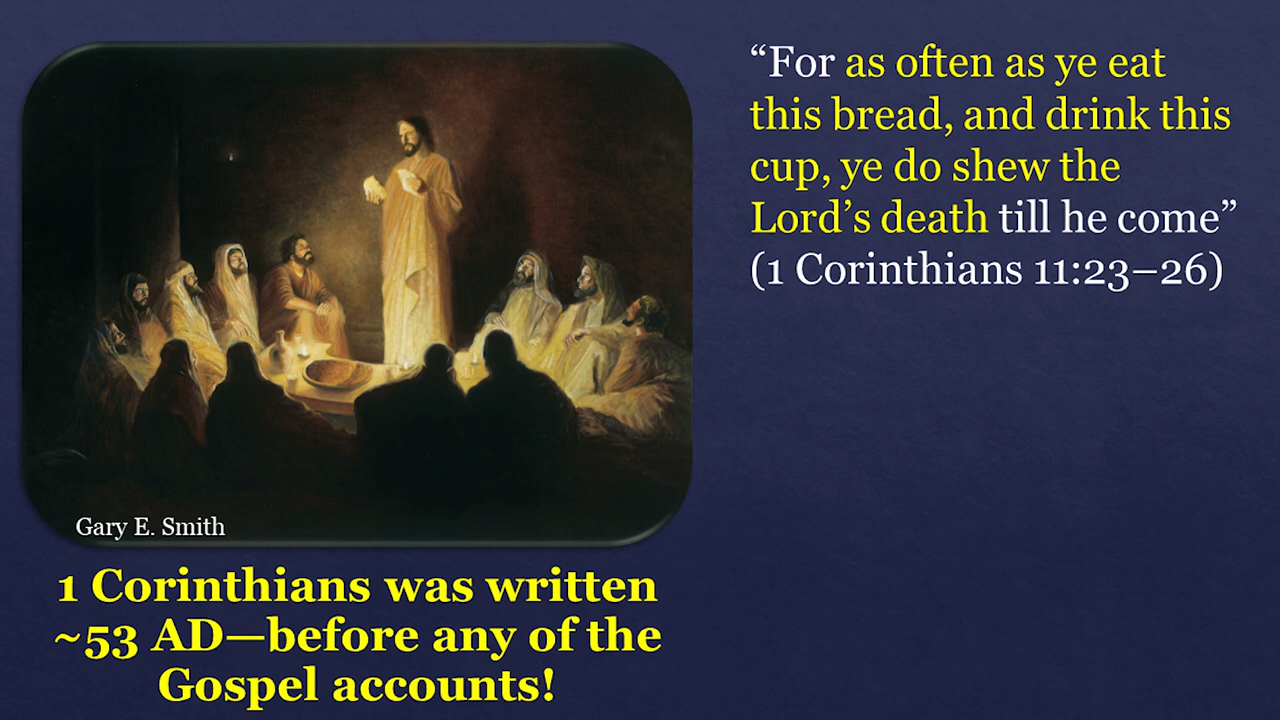 “For as often as ye eat
this bread, and drink this
cup, ye do shew the
Lord’s death till he come”
(1 Corinthians 11:23–26)
Gary E. Smith
1 Corinthians was written
~53 AD—before any of the
Gospel accounts!